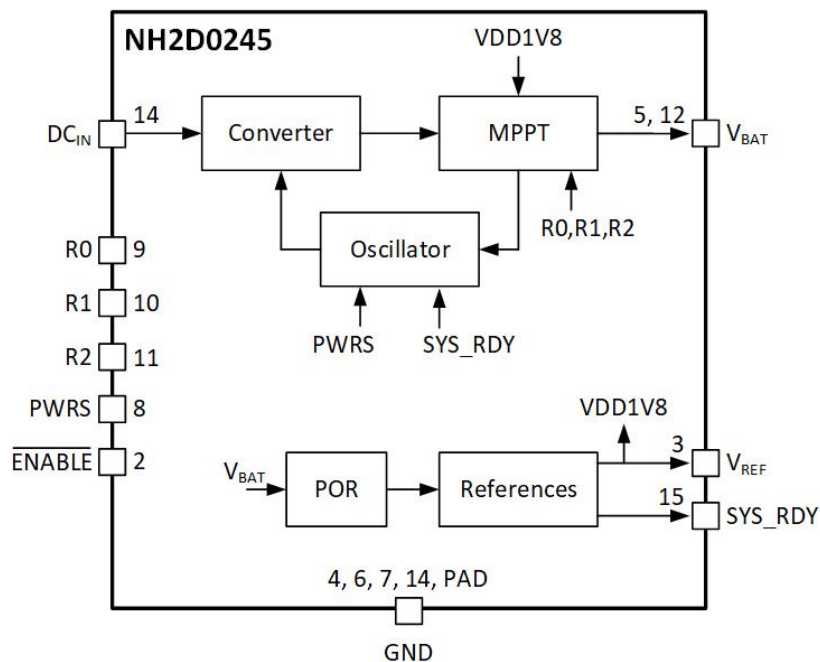 NH2D0245
VDD1V8
DC_IN 14
Converter
MPPT
5, 12 V_BAT
R0,R1,R2
Oscillator
R0 9
R1 10
R2 11
PWRS SYS_RDY
PWRS 8
VDD1V8
ENABLE 2
V_BAT
POR
References
3 V_REF
15 SYS_RDY
4, 6, 7, 14, PAD
GND